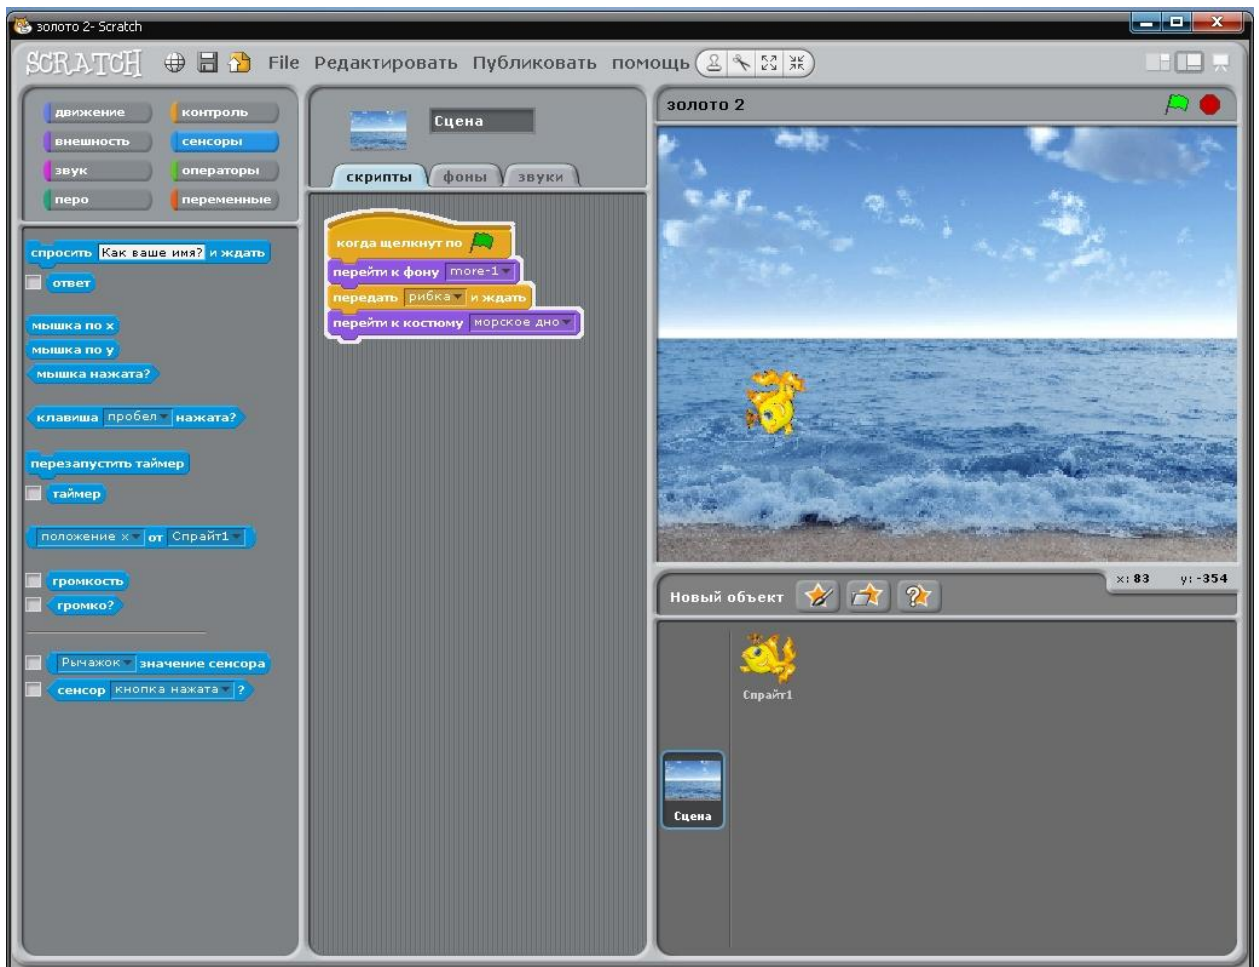 золото 2- Scratch
SCRATCH File Редактировать Публиковать помощь
движение контроль
внешность сенсоры
звук операторы
перо переменные
спросить Как ваше имя? и ждать
ответ
мышка по x
мышка по y
мышка нажата?
клавиша пробел нажата?
перезапустить таймер
таймер
положение x от Спрайт1
громкость
громко?
Рычажок значение сенсора
сенсор кнопка нажата ?
Сцена
скрипты фоны звуки
когда щелкнут по
перейти к фону more-1
передать рибка и ждать
перейти к костюму морское дно
золото 2
x: 83 y: -354
Новый объект
Спрайт1
Сцена